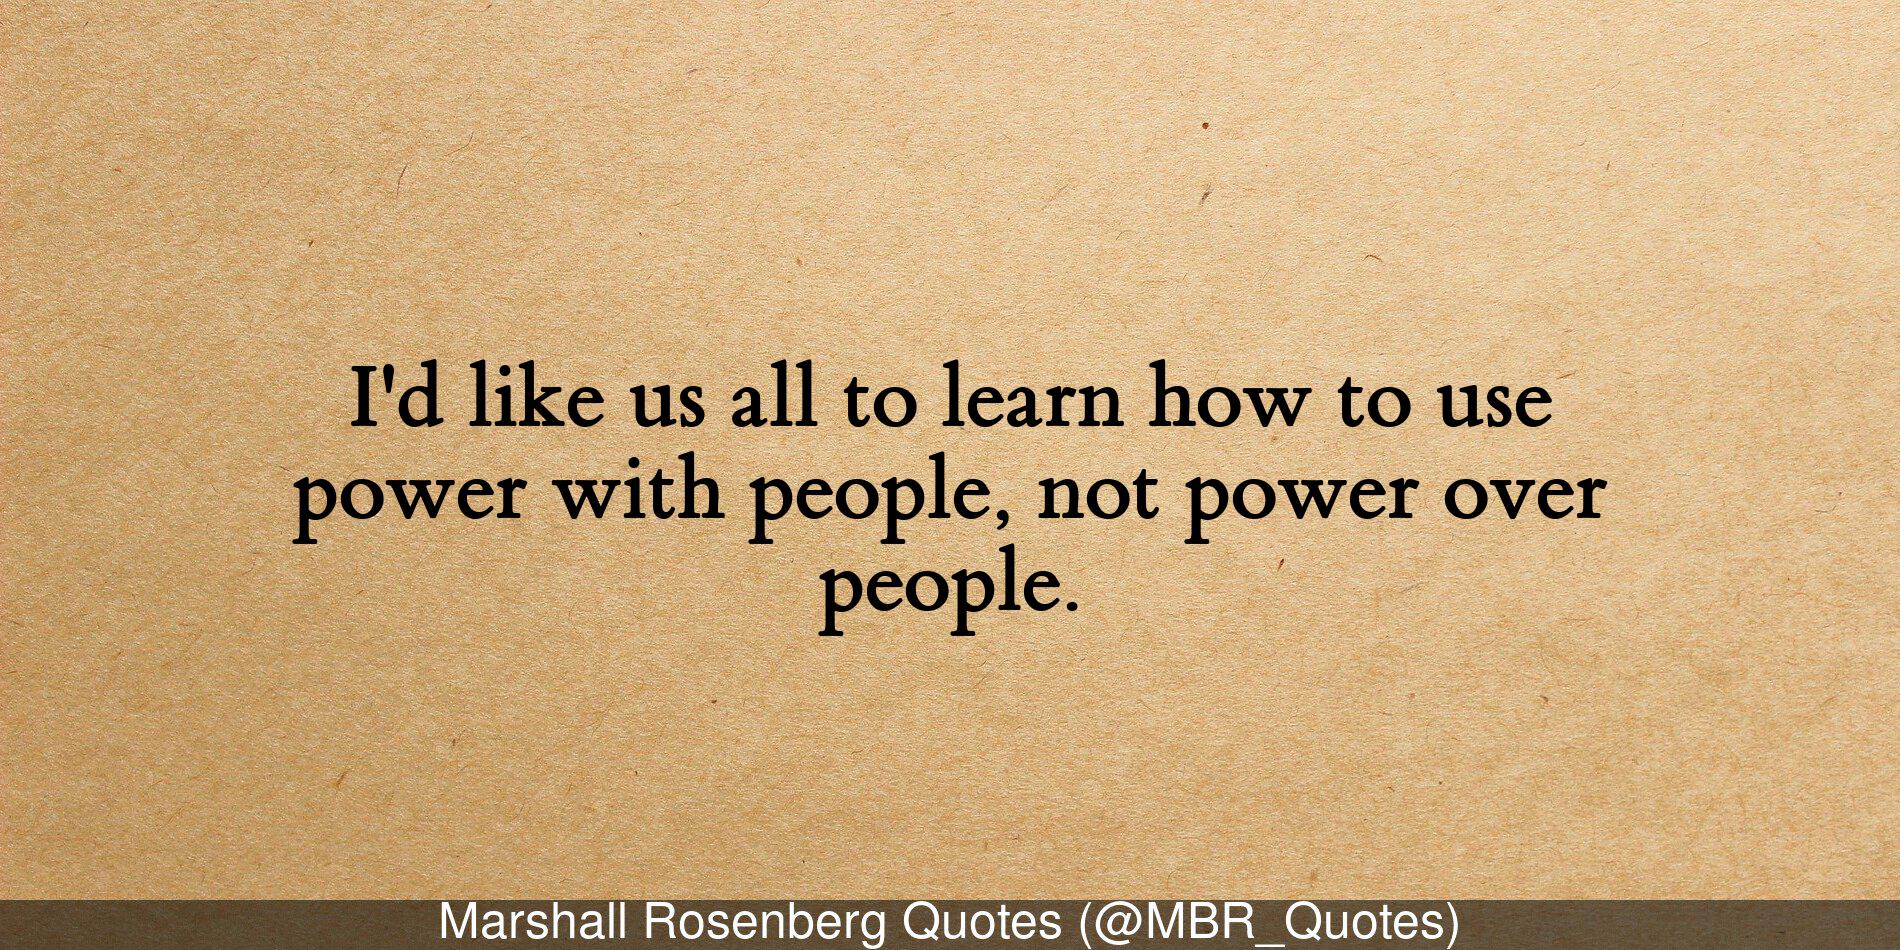 I'd like us all to learn how to use
power with people, not power over
people.
Marshall Rosenberg Quotes (@MBR_Quotes)